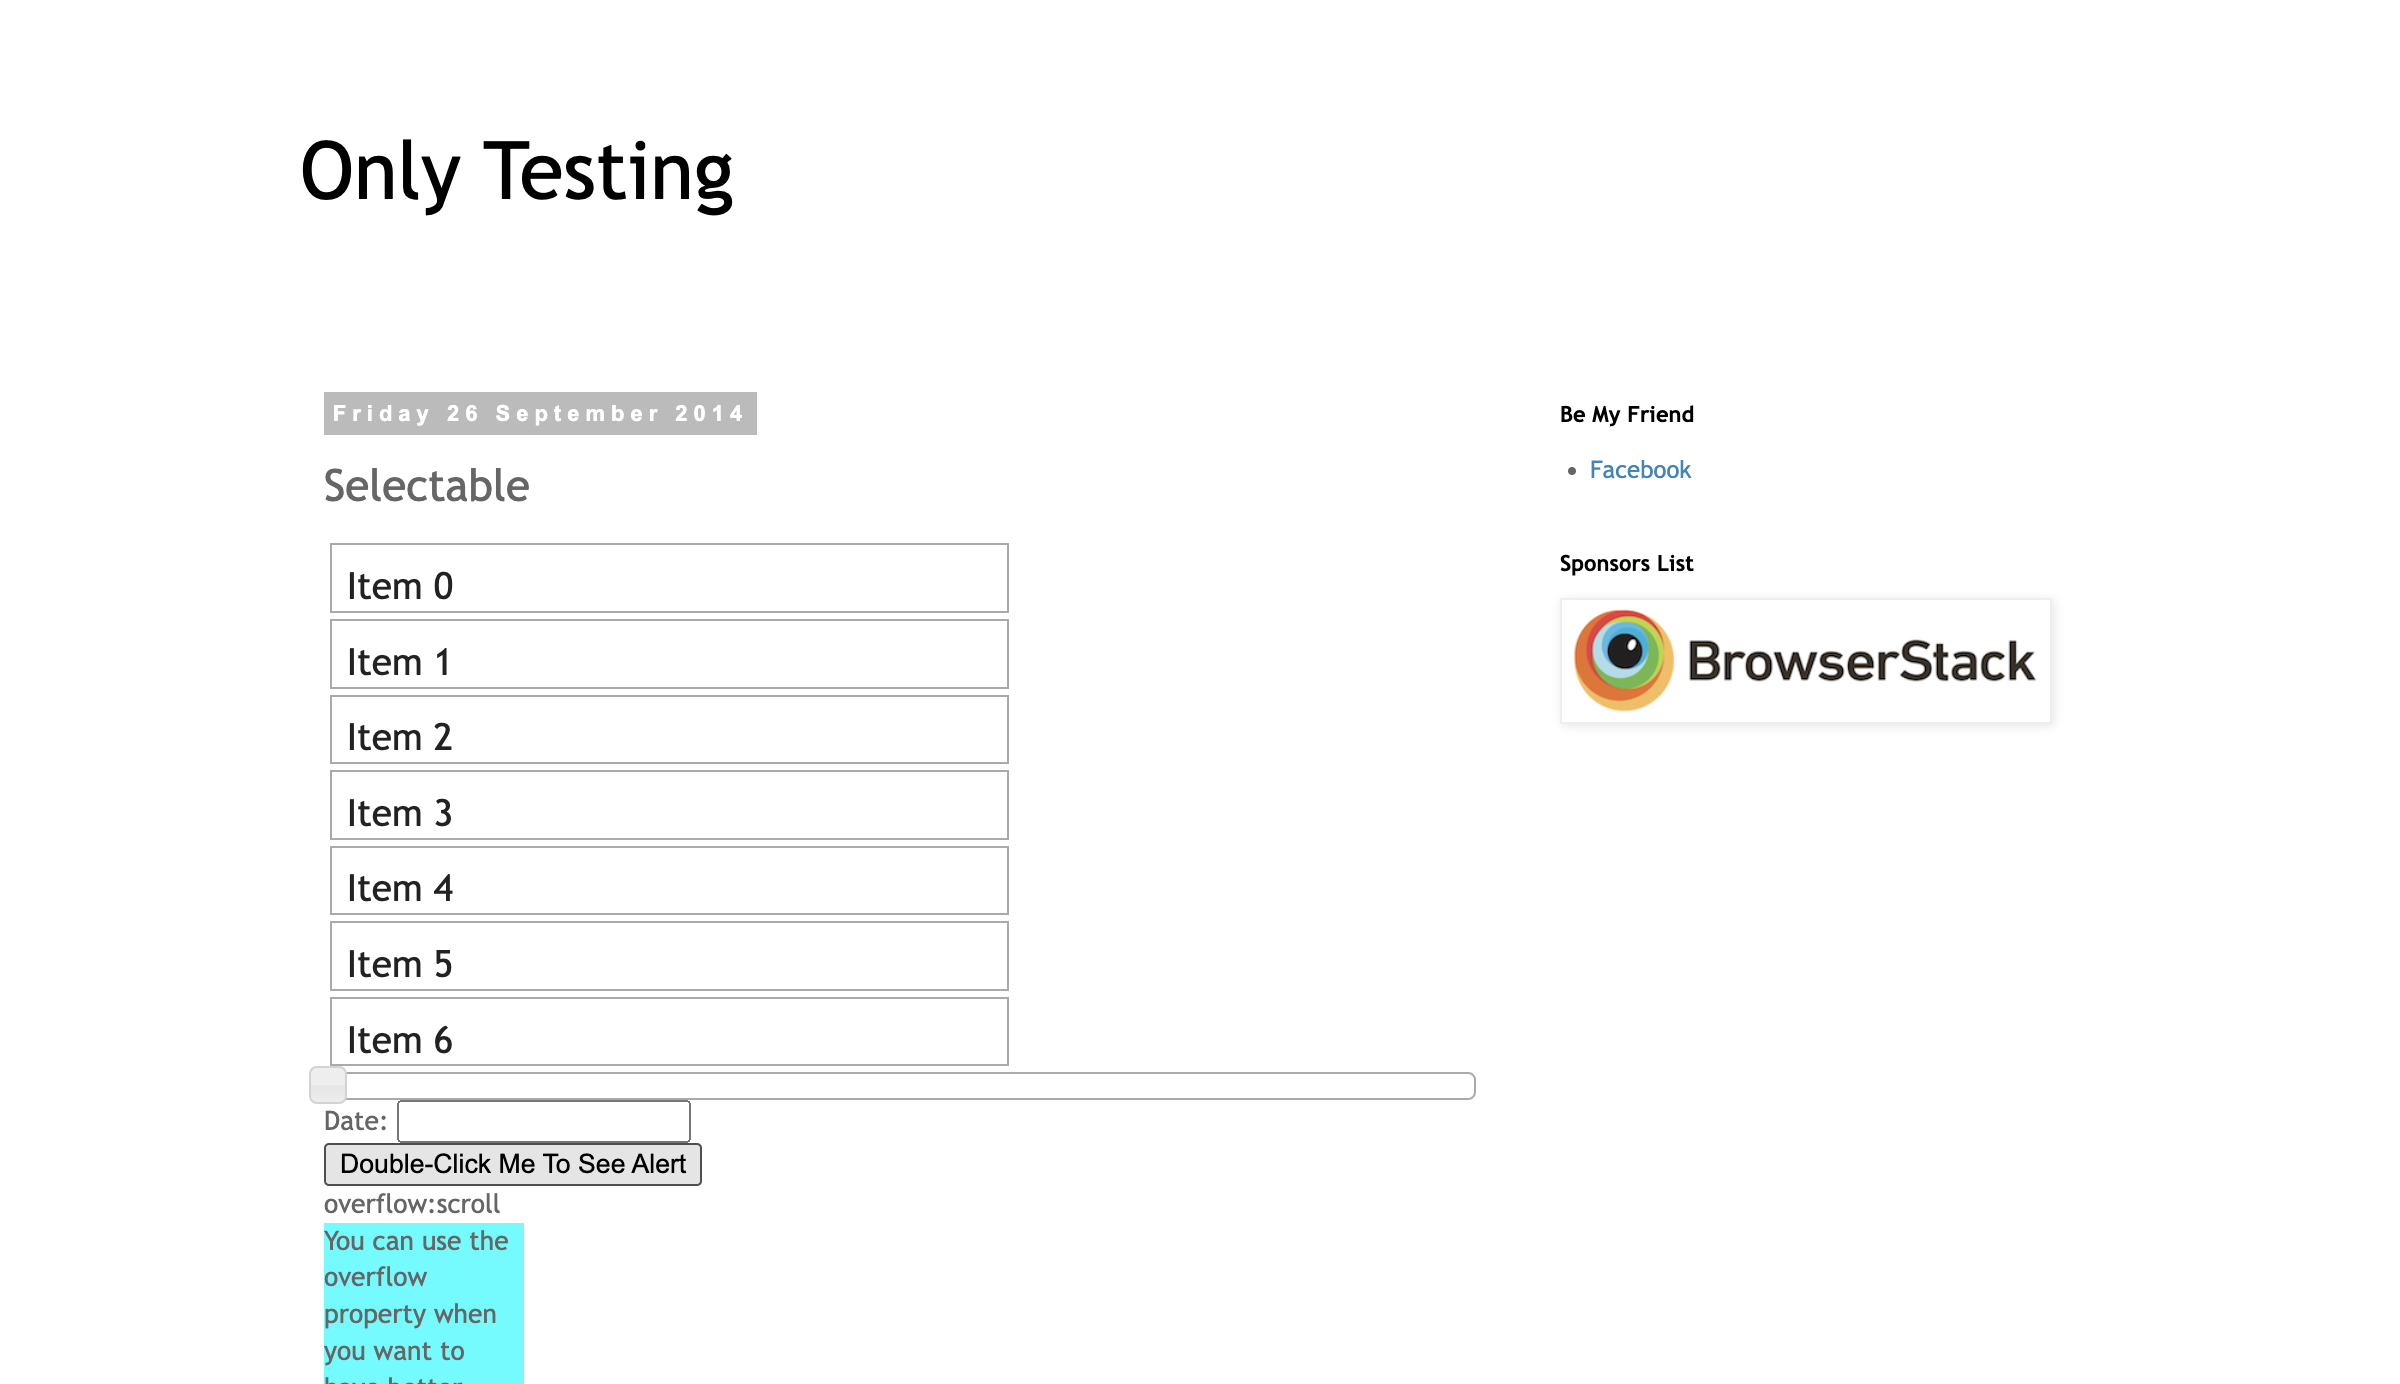 Only Testing
Friday 26 September 2014
Selectable
Item 0
Item 1
Item 2
Item 3
Item 4
Item 5
Item 6
Date:
Double-Click Me To See Alert
overflow:scroll
You can use the
overflow
property when
you want to
have better
Be My Friend
Facebook
Sponsors List
BrowserStack